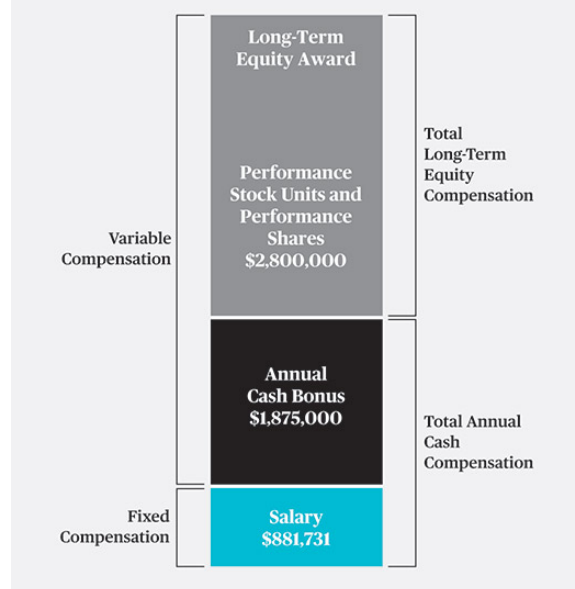 Long-Term
Equity Award
Performance
Stock Units and
Performance
Shares
$2,800,000
Total
Long-Term
Equity
Compensation
Variable
Compensation
Annual
Cash Bonus
$1,875,000
Total Annual
Cash
Compensation
Fixed
Compensation
Salary
$881,731